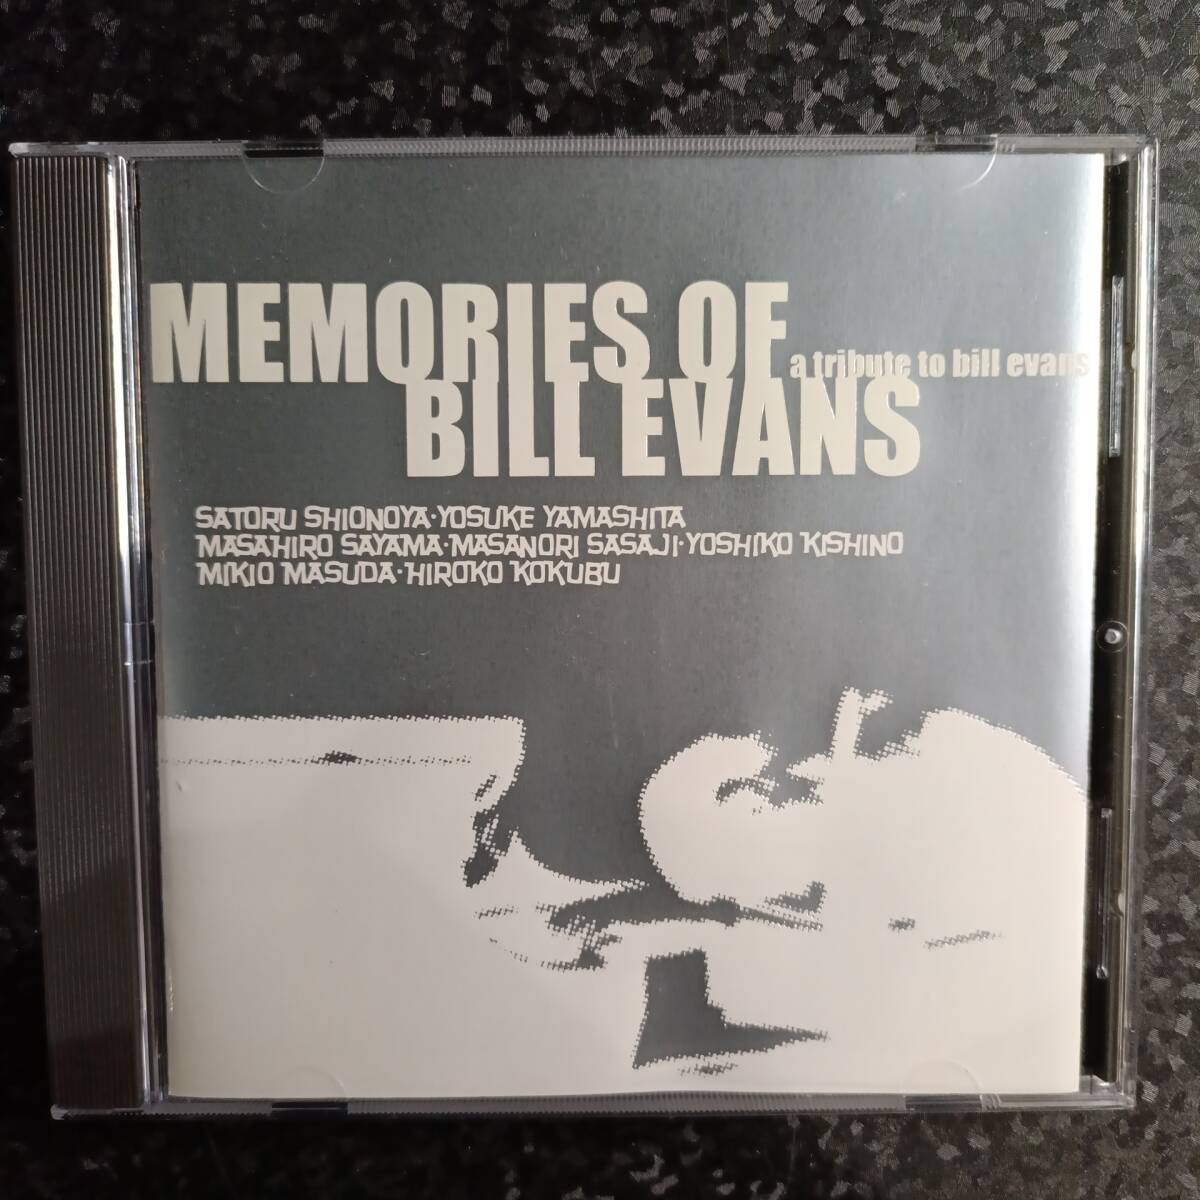 MEMORIES OF
a tribute to bill evans
BILL EVANS
SATORU SHIONOYA·YOSUKE YAMASHITA
MASAHIRO SAYAMA·MASANORI SASAJI·YOSHIKO KISHINO
MIKIO MASUDA·HIROKO KOKUBU